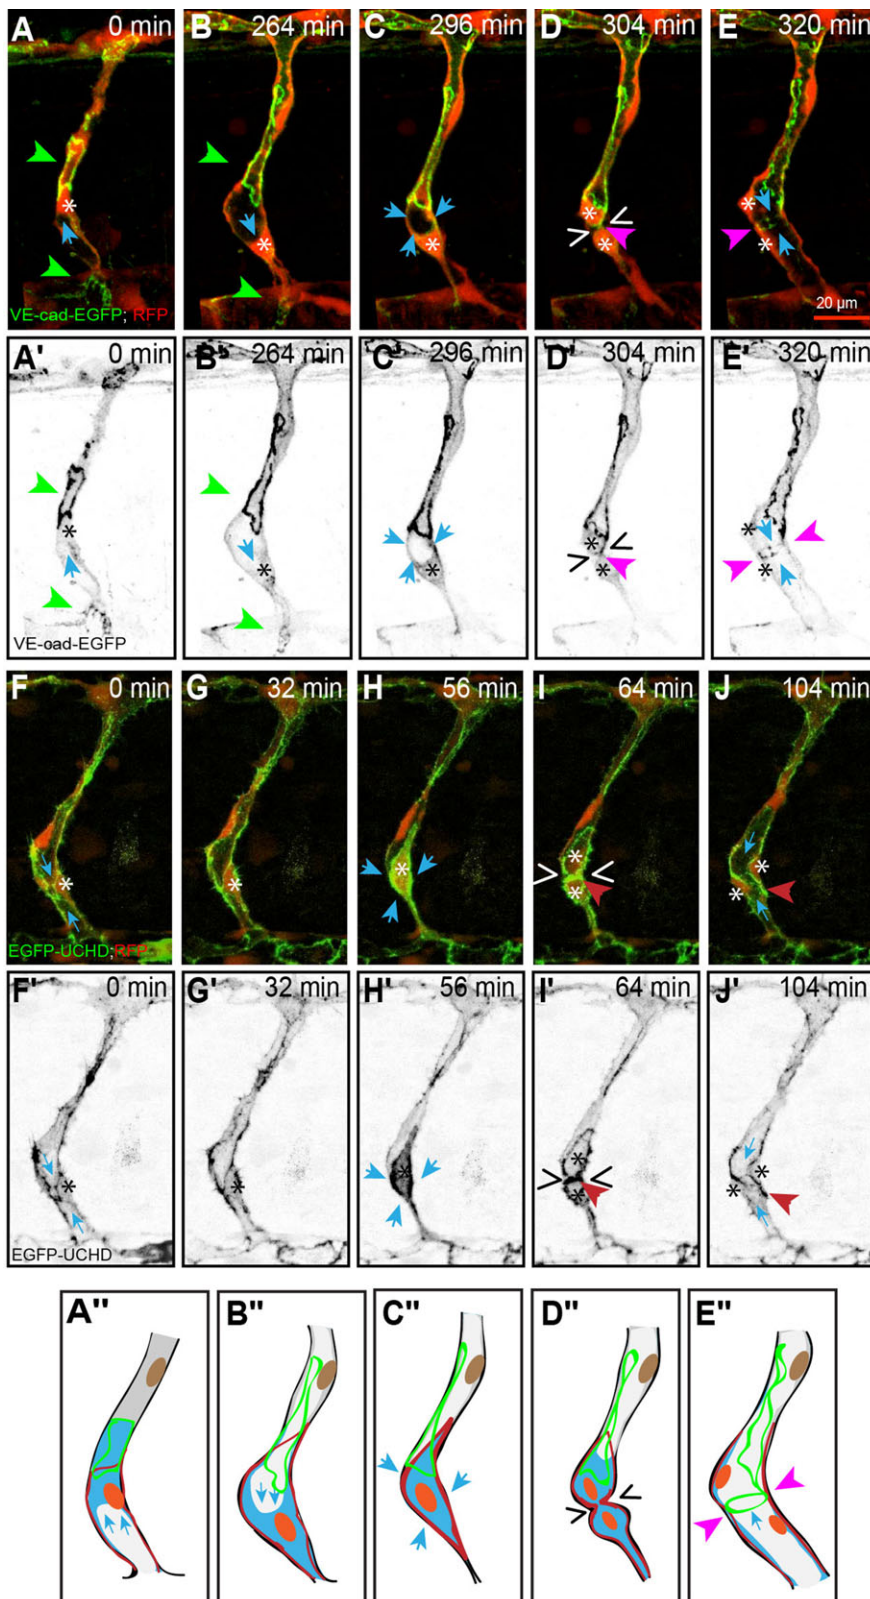 A 0 min
B 264 min
C 296 min
D 304 min
E 320 min
*
*
*
*
*
*
*
VE-cad-EGFP; RFP
20 µm
A' 0 min
B' 264 min
C' 296 min
D' 304 min
E' 320 min
*
*
*
*
*
*
*
VE-cad-EGFP
F 0 min
G 32 min
H 56 min
I 64 min
J 104 min
*
*
*
*
*
*
*
EGFP-UCHD;RFP
F' 0 min
G' 32 min
H' 56 min
I' 64 min
J' 104 min
*
*
*
*
*
*
*
EGFP-UCHD
A"
B"
C"
D"
E"